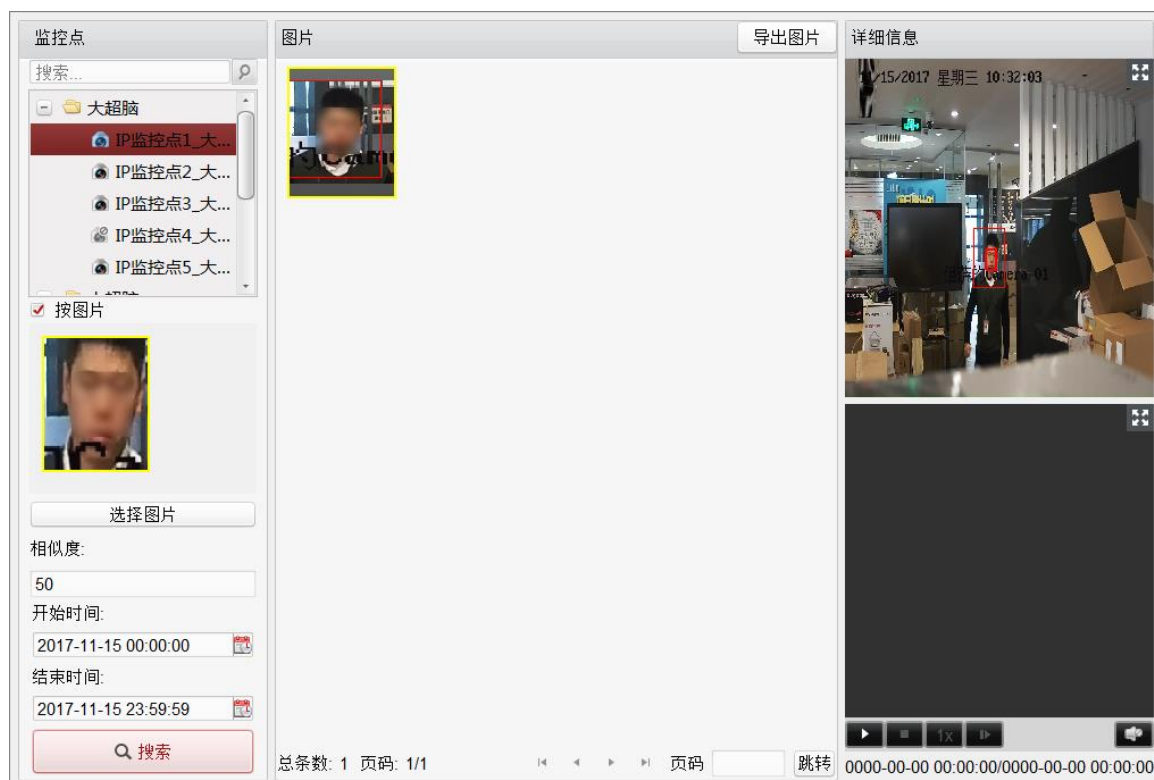 监控点
搜索...
大超脑
IP监控点1_大...
IP监控点2_大...
IP监控点3_大...
IP监控点4_大...
IP监控点5_大...
按图片
选择图片
相似度:
50
开始时间:
2017-11-15 00:00:00
结束时间:
2017-11-15 23:59:59
搜索
图片
导出图片
总条数: 1 页码: 1/1
页码
跳转
详细信息
/15/2017 星期三 10:32:03
Camera 01
1x
0000-00-00 00:00:00/0000-00-00 00:00:00